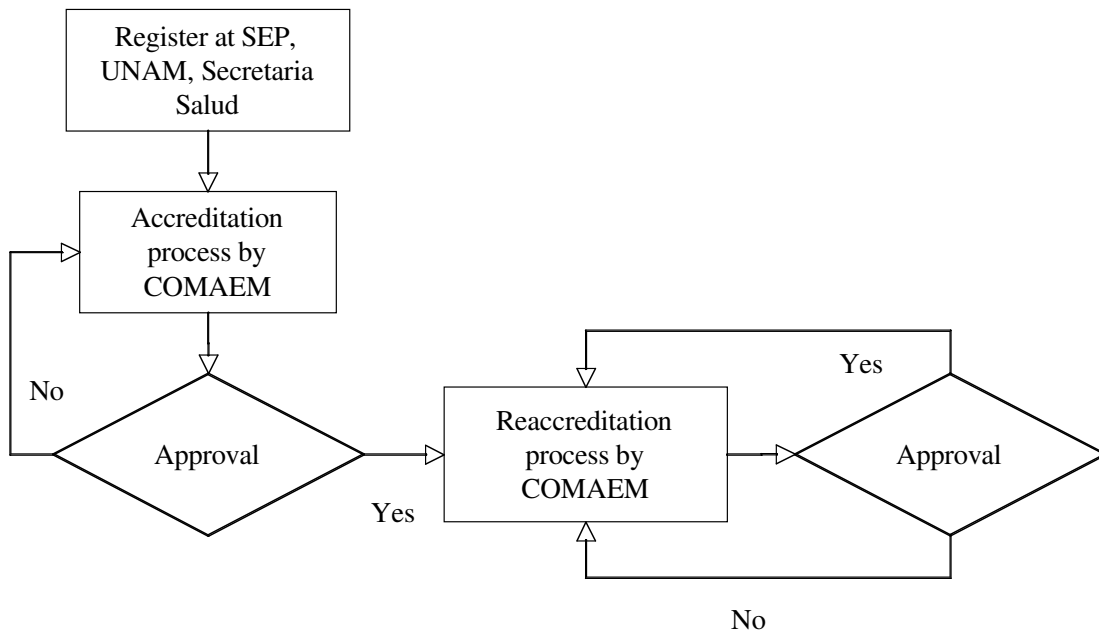 Register at SEP,
UNAM, Secretaria
Salud
Accreditation
process by
COMAEM
No
Approval
Yes
Reaccreditation
process by
COMAEM
Yes
Approval
No